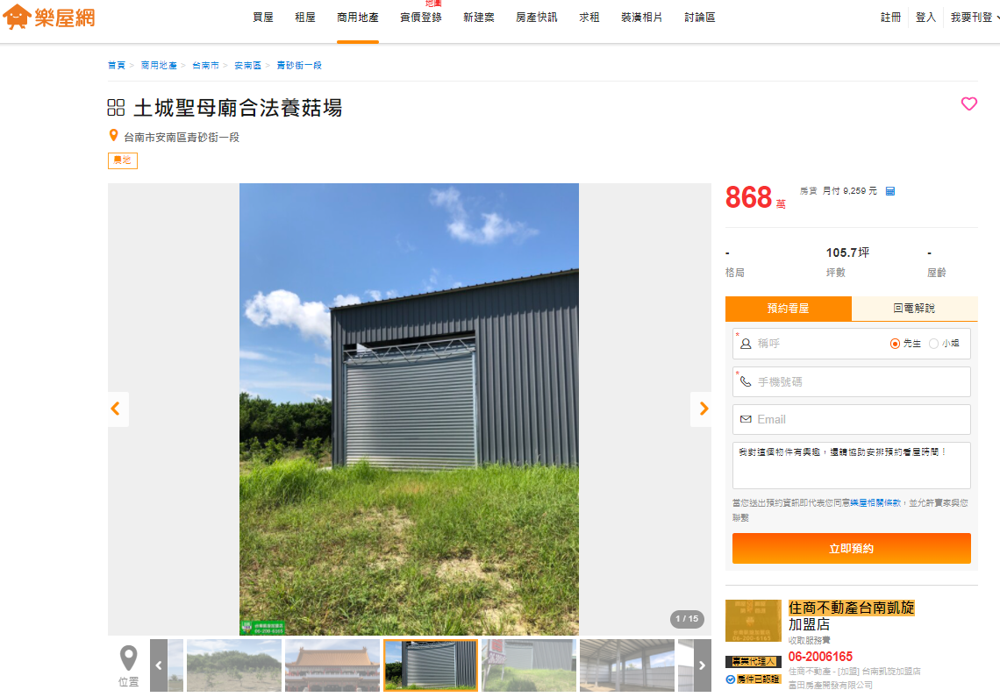 樂屋網
買屋 租屋 商用地產 實價登錄 新建案 房產快訊 求租 裝潢相片 討論區 註冊 登入 我要刊登
地圖
首頁 > 商用地產 > 台南市 > 安南區 > 青砂街一段
土城聖母廟合法養菇場
台南市安南區青砂街一段
農地
868 萬 房貸 月付 9,259 元
- 105.7坪 -
格局 坪數 屋齡
預約看屋 回電解說
* 稱呼 先生 小姐
* 手機號碼
Email
我對這個物件有興趣,還請協助安排預約看屋時間!
當您送出預約資訊即代表您同意樂屋相關條款,並允許賣家與您
聯繫
立即預約
1 / 15
06-200-6165
位置
住商不動產台南凱旋
加盟店
收取服務費
06-2006165
專業代理人
住商不動產 - [加盟] 台南凱旋加盟店
房仲已認證
富田房產開發有限公司